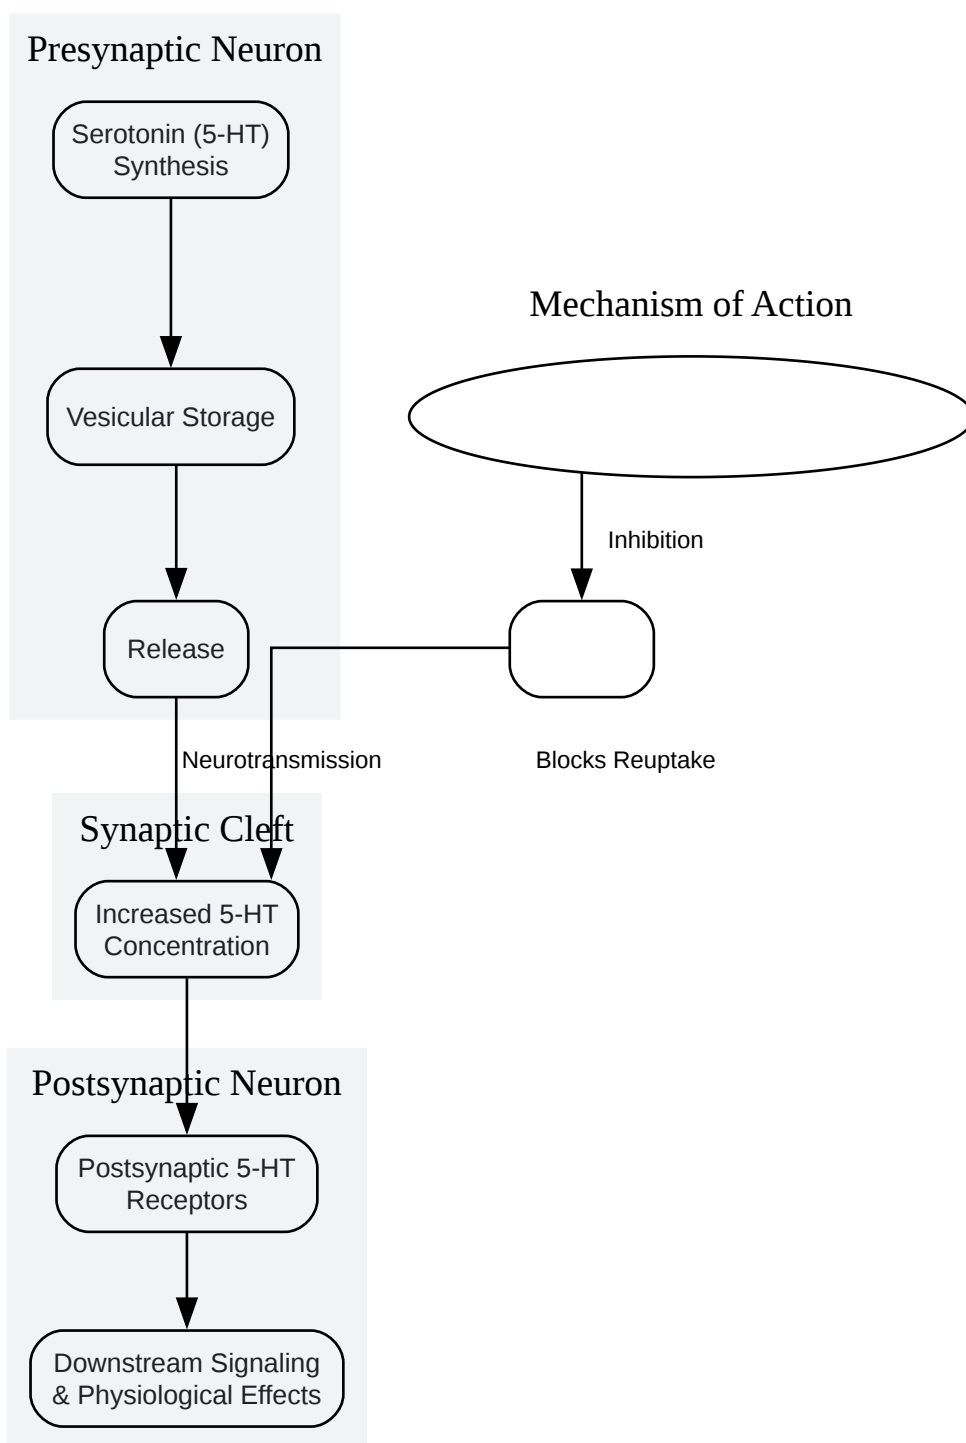 Presynaptic Neuron
Serotonin (5-HT)
Synthesis
Mechanism of Action
Vesicular Storage
Inhibition
Release
Neurotransmission
Blocks Reuptake
Synaptic Cleft
Increased 5-HT
Concentration
Postsynaptic Neuron
Postsynaptic 5-HT
Receptors
Downstream Signaling
& Physiological Effects